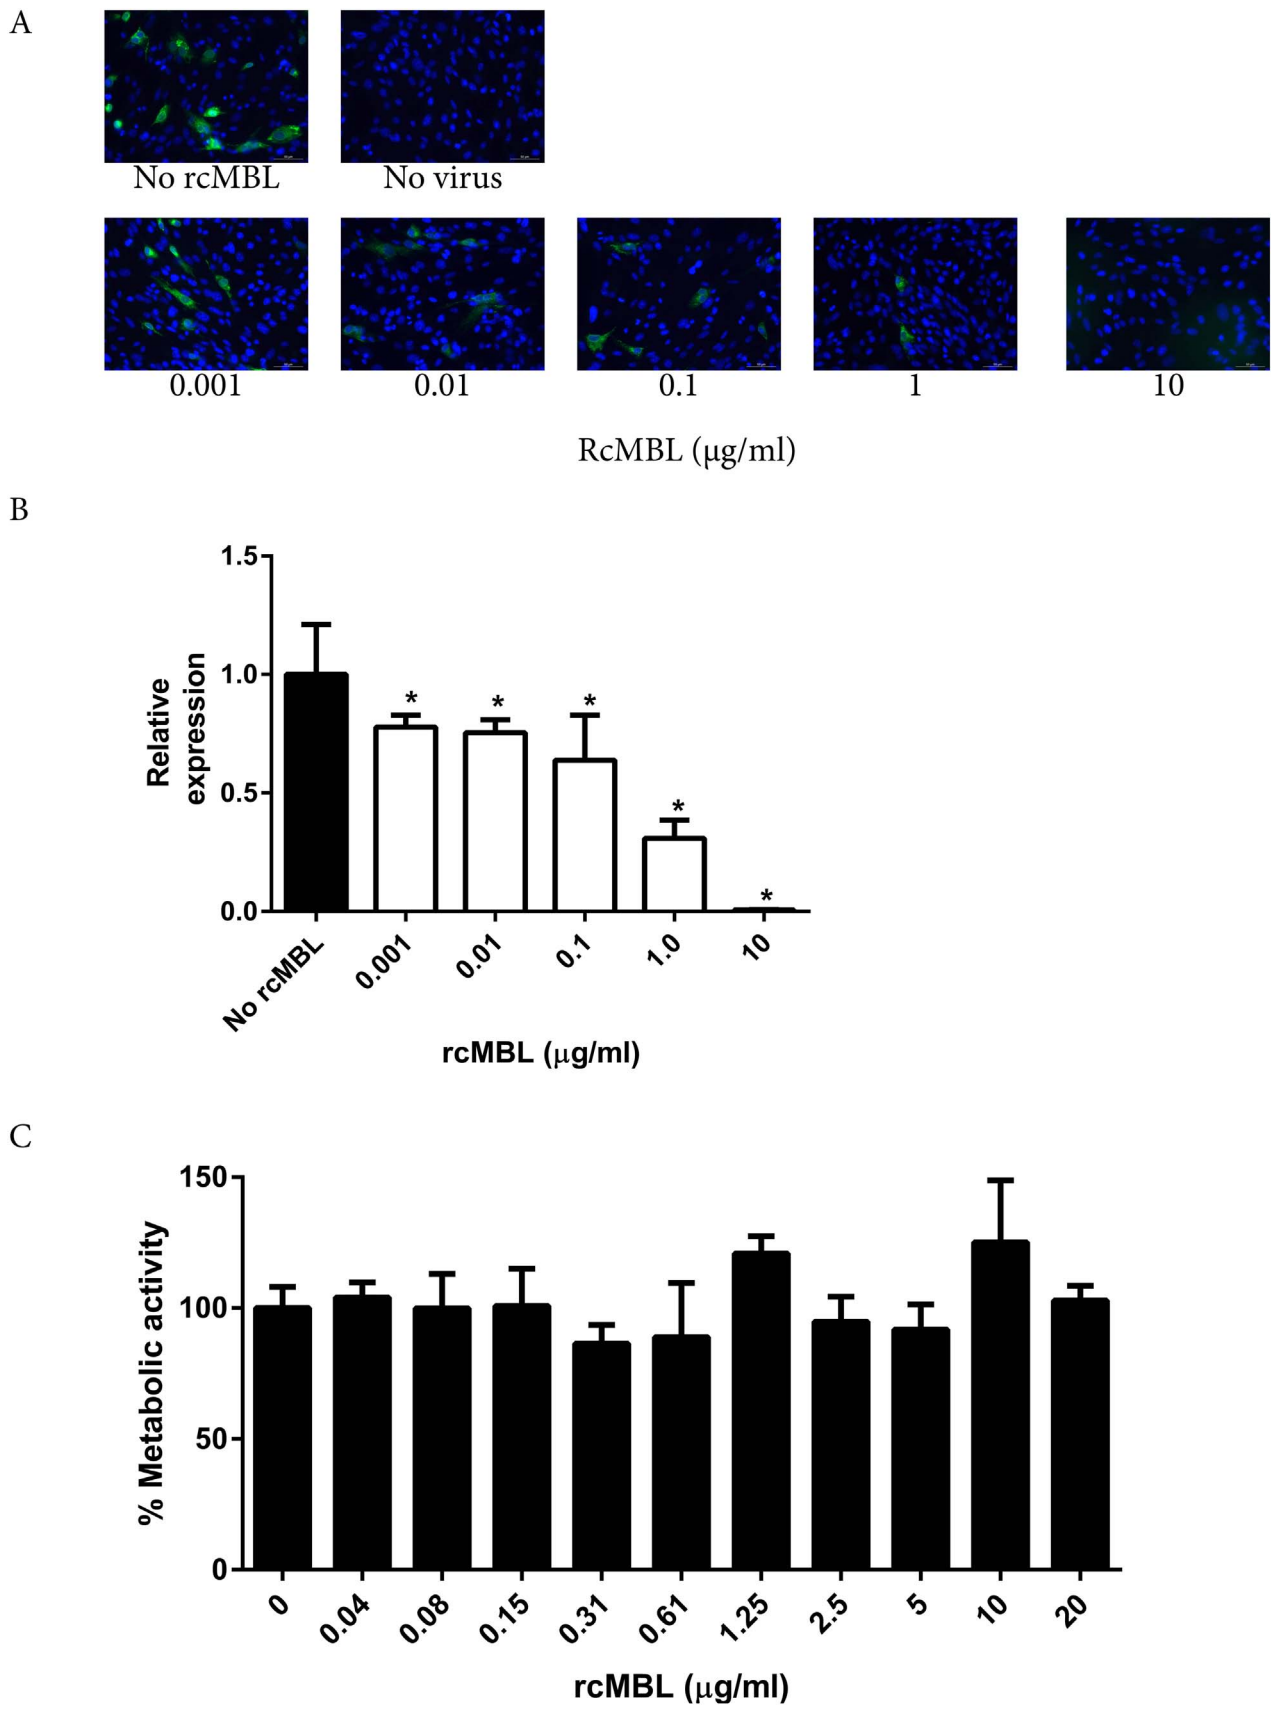 A
No rcMBL No virus
0.001 0.01 0.1 1 10
RcMBL (μg/ml)
B
1.5
1.0
0.5
0.0
Relative
expression
* * * * *
No rcMBL 0.001 0.01 0.1 1.0 10
rcMBL (μg/ml)
C
150
100
50
0
% Metabolic activity
0 0.04 0.08 0.15 0.31 0.61 1.25 2.5 5 10 20
rcMBL (μg/ml)